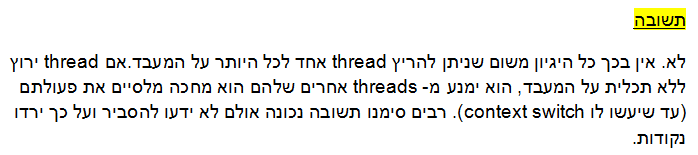 תשובה
לא. אין בכך כל היגיון משום שניתן להריץ thread אחד לכל היותר על המעבד.אם thread ירוץ
ללא תכלית על המעבד, הוא ימנע מ- threads אחרים שלהם הוא מחכה מלסיים את פעולתם
(עד שיעשו לו context switch). רבים סימנו תשובה נכונה אולם לא ידעו להסביר ועל כך ירדו
נקודות.